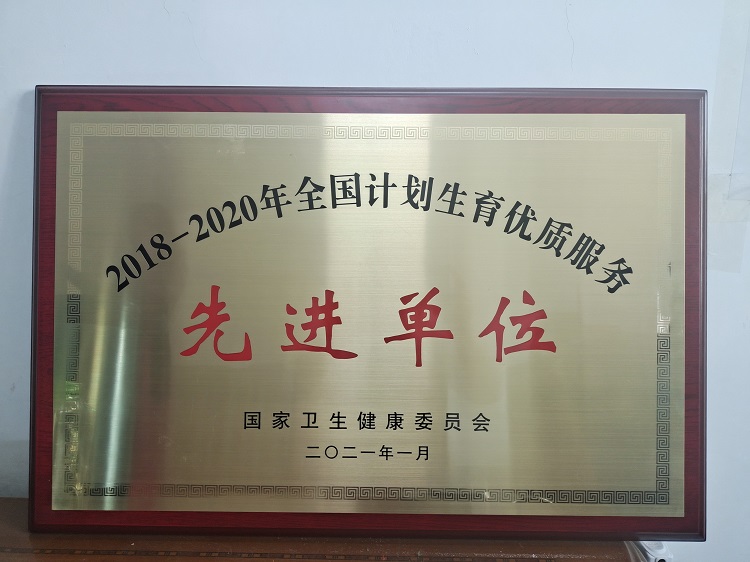 2018-2020年全国计划生育优质服务
先进单位
国家卫生健康委员会
二〇二一年一月